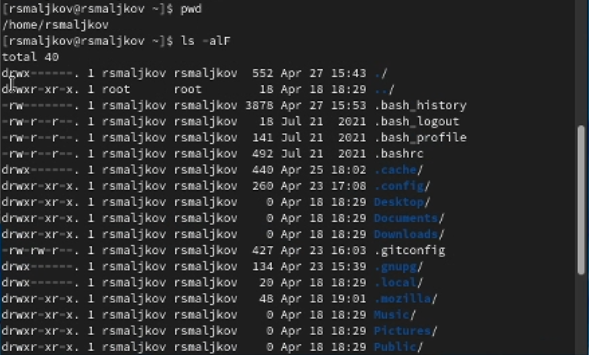 [rsmaljkov@rsmaljkov ~]$ pwd
/home/rsmaljkov
[rsmaljkov@rsmaljkov ~]$ ls -alF
total 40
drwx------. 1 rsmaljkov rsmaljkov  552 Apr 27 15:43 ./
drwxr-xr-x. 1 root      root        18 Apr 18 18:29 ../
-rw-------. 1 rsmaljkov rsmaljkov 3878 Apr 27 15:53 .bash_history
-rw-r--r--. 1 rsmaljkov rsmaljkov   18 Jul 21  2021 .bash_logout
-rw-r--r--. 1 rsmaljkov rsmaljkov  141 Jul 21  2021 .bash_profile
-rw-r--r--. 1 rsmaljkov rsmaljkov  492 Jul 21  2021 .bashrc
drwx------. 1 rsmaljkov rsmaljkov  440 Apr 25 18:02 .cache/
drwxr-xr-x. 1 rsmaljkov rsmaljkov  260 Apr 23 17:08 .config/
drwxr-xr-x. 1 rsmaljkov rsmaljkov    0 Apr 18 18:29 Desktop/
drwxr-xr-x. 1 rsmaljkov rsmaljkov    0 Apr 18 18:29 Documents/
drwxr-xr-x. 1 rsmaljkov rsmaljkov    0 Apr 18 18:29 Downloads/
-rw-rw-r--. 1 rsmaljkov rsmaljkov  427 Apr 23 16:03 .gitconfig
drwx------. 1 rsmaljkov rsmaljkov  134 Apr 23 15:39 .gnupg/
drwx------. 1 rsmaljkov rsmaljkov   20 Apr 18 18:29 .local/
drwxr-xr-x. 1 rsmaljkov rsmaljkov   48 Apr 18 19:01 .mozilla/
drwxr-xr-x. 1 rsmaljkov rsmaljkov    0 Apr 18 18:29 Music/
drwxr-xr-x. 1 rsmaljkov rsmaljkov    0 Apr 18 18:29 Pictures/
drwxr-xr-x. 1 rsmaljkov rsmaljkov    0 Apr 18 18:29 Public/